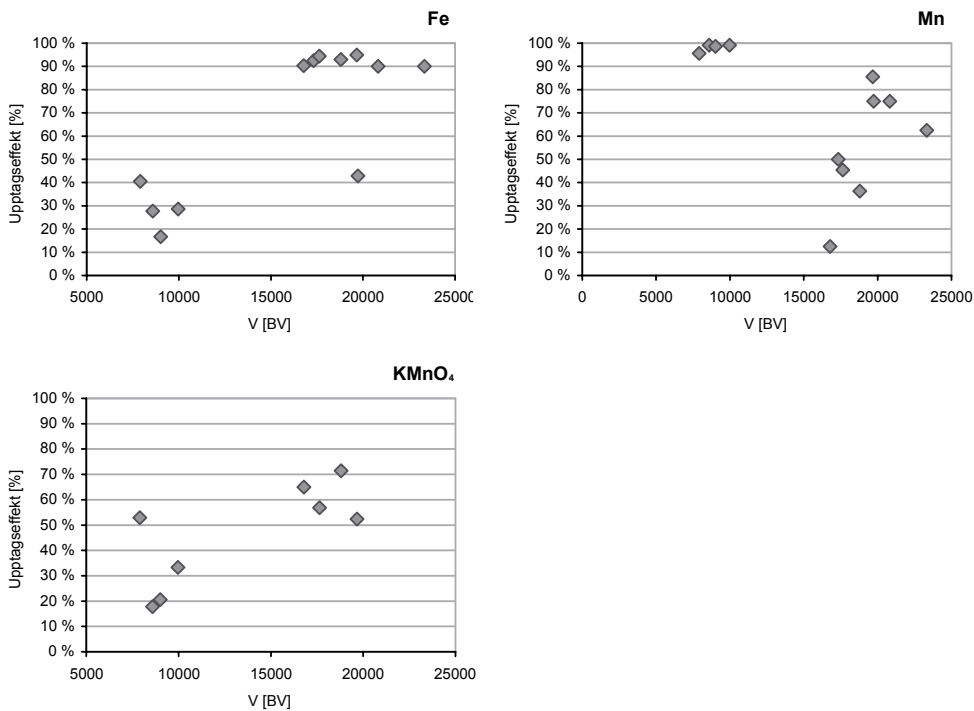 Fe
100 %
90 %
80 %
70 %
60 %
50 %
40 %
30 %
20 %
10 %
0 %
Upptagseffekt [%]
5000 10000 15000 20000 25000
V [BV]
Mn
100 %
90 %
80 %
70 %
60 %
50 %
40 %
30 %
20 %
10 %
0 %
Upptagseffekt [%]
0 5000 10000 15000 20000 25000
V [BV]
KMnO₄
100 %
90 %
80 %
70 %
60 %
50 %
40 %
30 %
20 %
10 %
0 %
Upptagseffekt [%]
5000 10000 15000 20000 25000
V [BV]